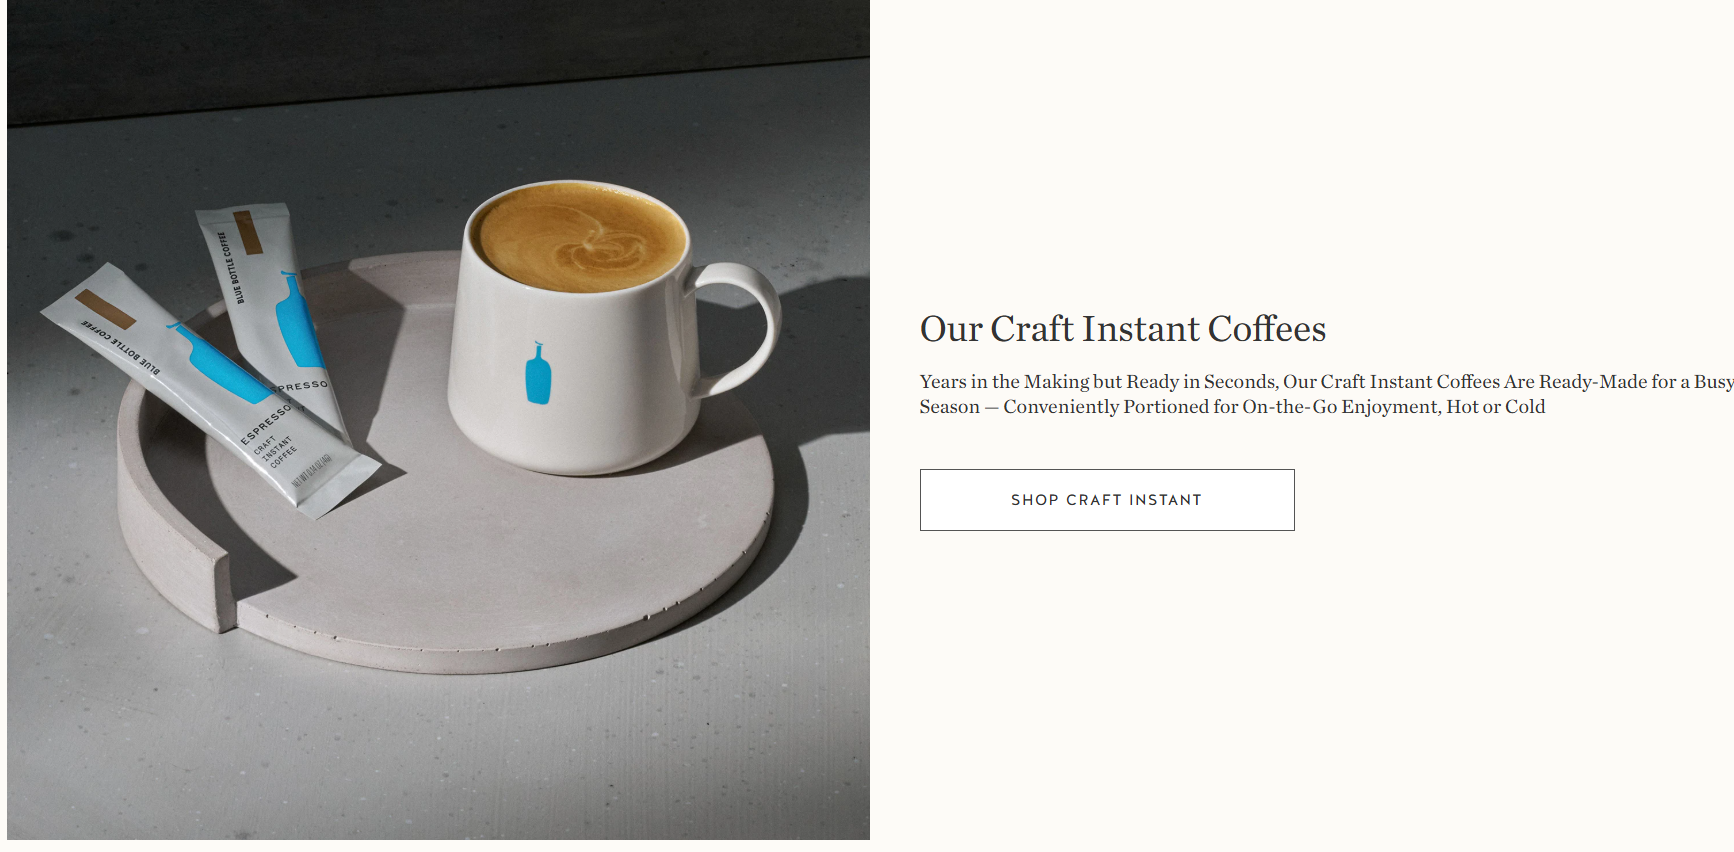 BLUE BOTTLE COFFEE
BLUE BOTTLE COFFEE
ESPRESSO
ESPRESSO
CRAFT
INSTANT
COFFEE
Our Craft Instant Coffees
Years in the Making but Ready in Seconds, Our Craft Instant Coffees Are Ready-Made for a Busy
Season — Conveniently Portioned for On-the-Go Enjoyment, Hot or Cold
SHOP CRAFT INSTANT